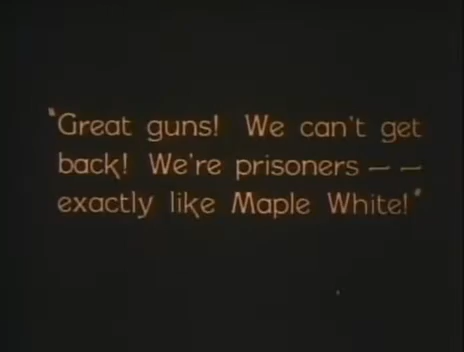 "Great guns! We can't get
back! We're prisoners — —
exactly like Maple White!"